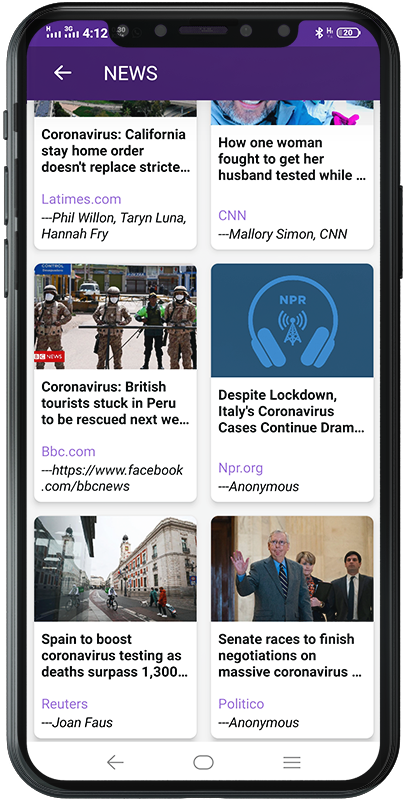 H 3G 4:12 30 H 20
NEWS
Coronavirus: California
stay home order
doesn't replace stricte...
Latimes.com
---Phil Willon, Taryn Luna,
Hannah Fry
How one woman
fought to get her
husband tested while ...
CNN
---Mallory Simon, CNN
CONTROL
BBC NEWS
Coronavirus: British
tourists stuck in Peru
to be rescued next we...
Bbc.com
---https://www.facebook
.com/bbcnews
NPR
Despite Lockdown,
Italy's Coronavirus
Cases Continue Dram...
Npr.org
---Anonymous
Spain to boost
coronavirus testing as
deaths surpass 1,300...
Reuters
---Joan Faus
Senate races to finish
negotiations on
massive coronavirus ...
Politico
---Anonymous